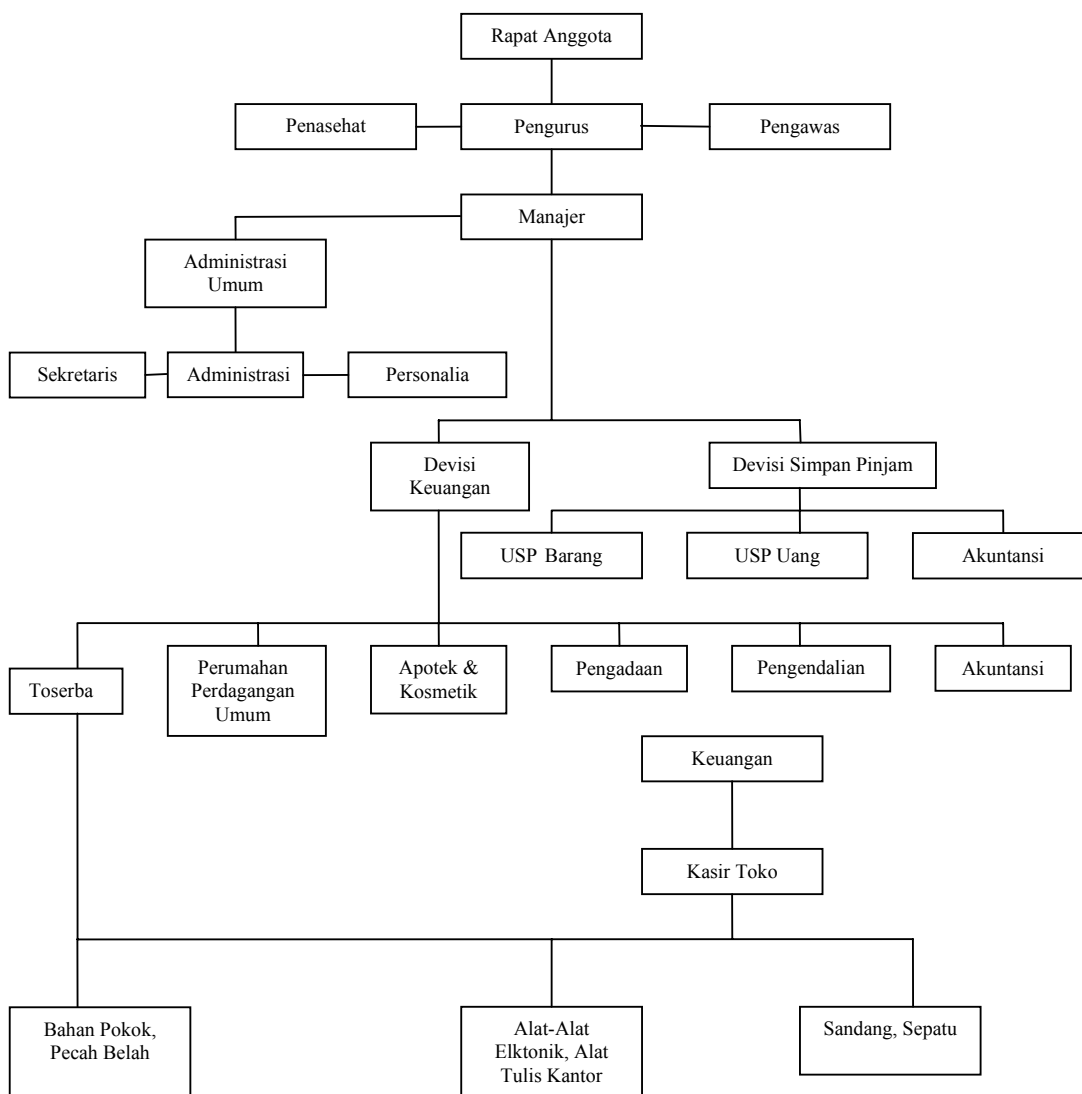 Rapat Anggota
Penasehat
Pengurus
Pengawas
Manajer
Administrasi
Umum
Sekretaris
Administrasi
Personalia
Devisi
Keuangan
Devisi Simpan Pinjam
USP Barang
USP Uang
Akuntansi
Toserba
Perumahan
Perdagangan
Umum
Apotek &
Kosmetik
Pengadaan
Pengendalian
Akuntansi
Keuangan
Kasir Toko
Bahan Pokok,
Pecah Belah
Alat-Alat
Elktonik, Alat
Tulis Kantor
Sandang, Sepatu